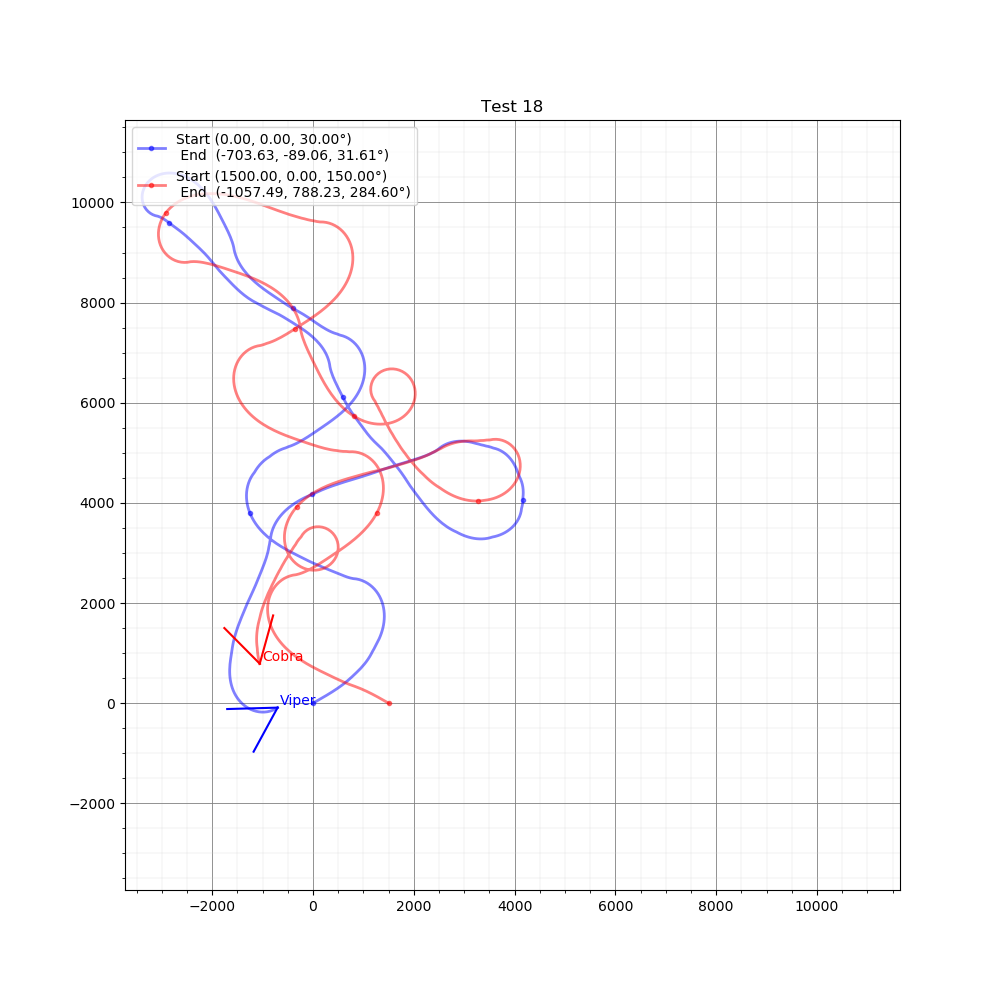 Test 18
Start (0.00, 0.00, 30.00°)
End (-703.63, -89.06, 31.61°)
Start (1500.00, 0.00, 150.00°)
End (-1057.49, 788.23, 284.60°)
10000
8000
6000
4000
2000
0
−2000
Cobra
Viper
−2000 0 2000 4000 6000 8000 10000